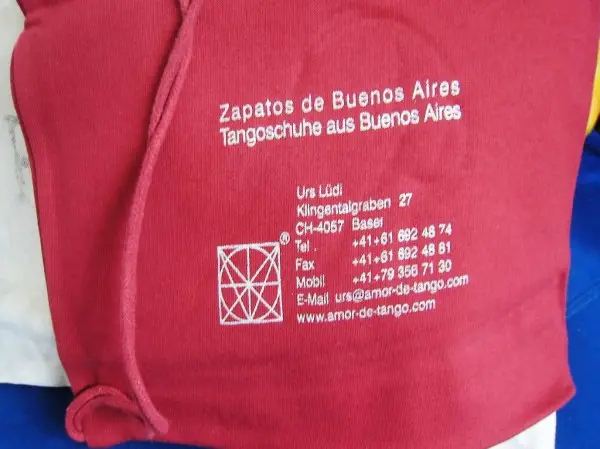 Zapatos de Buenos Aires
Tangoschuhe aus Buenos Aires
Urs Lüdi
Klingentalgraben 27
CH-4057 Basel
Tel. +41+61 692 48 74
Fax +41+61 692 48 81
Mobil +41+79 356 71 30
E-Mail urs@amor-de-tango.com
www.amor-de-tango.com
®